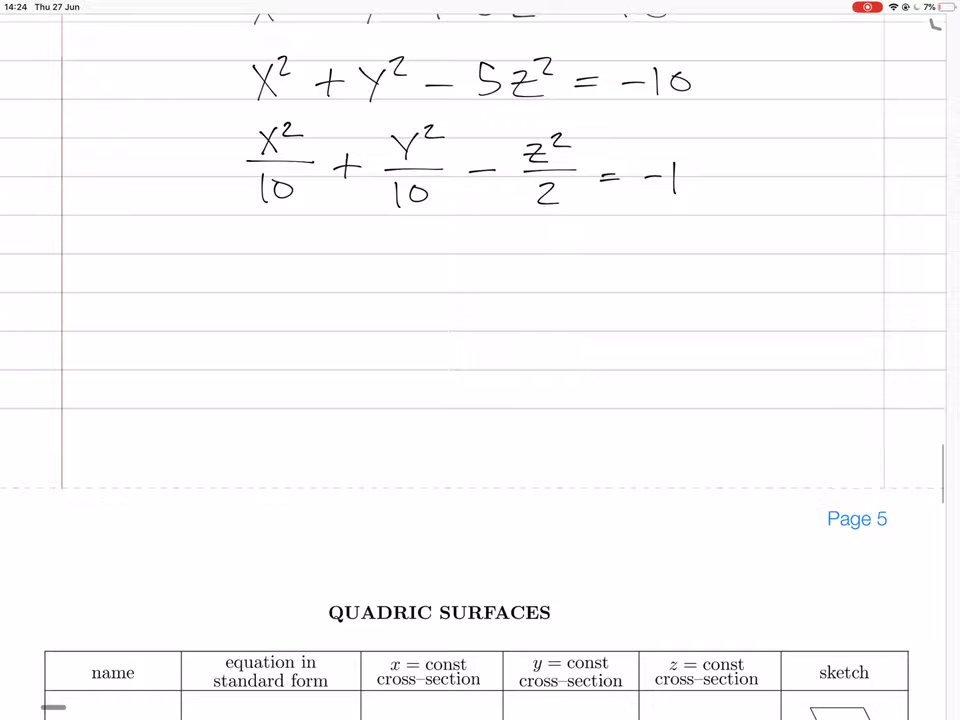 14:24 Thu 27 Jun 7%
x² + y² − 5z² = −10
x²/10 + y²/10 − z²/2 = −1
Page 5
QUADRIC SURFACES
name | equation in standard form | x = const cross–section | y = const cross–section | z = const cross–section | sketch